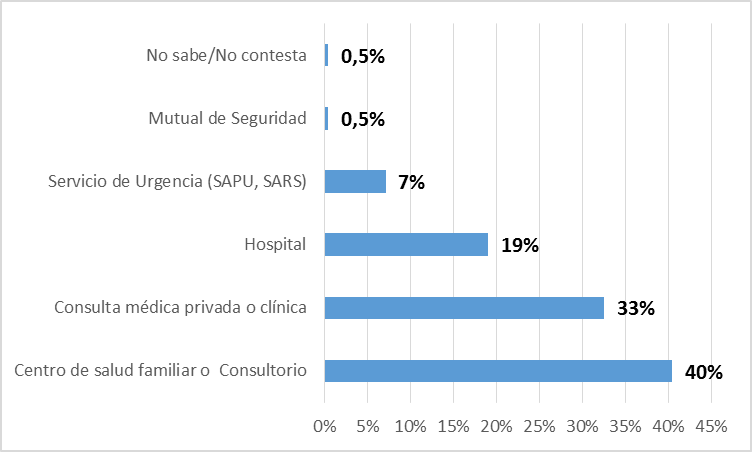 No sabe/No contesta 0,5%
Mutual de Seguridad 0,5%
Servicio de Urgencia (SAPU, SARS) 7%
Hospital 19%
Consulta médica privada o clínica 33%
Centro de salud familiar o  Consultorio 40%
0% 5% 10% 15% 20% 25% 30% 35% 40% 45%